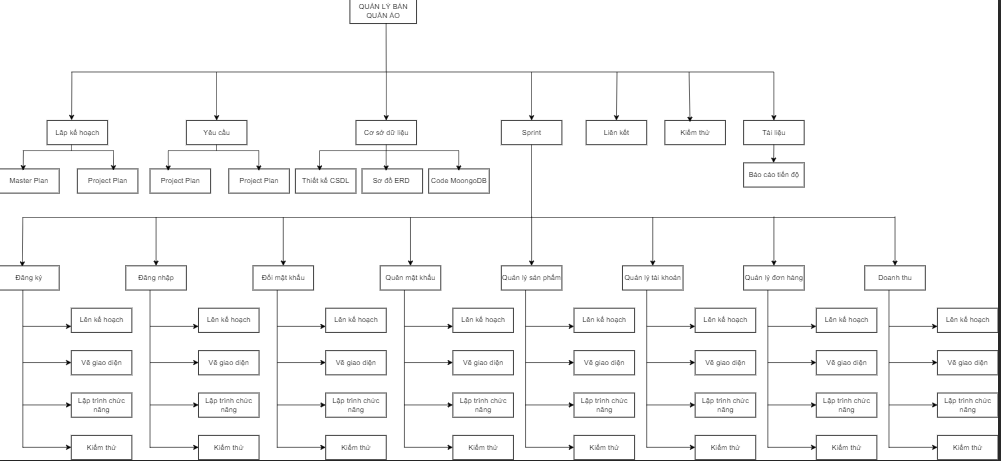 QUẢN LÝ BÁN
QUẦN ÁO
Lập kế hoạch
Yêu cầu
Cơ sở dữ liệu
Sprint
Liên kết
Kiểm thử
Tài liệu
Master Plan
Project Plan
Project Plan
Project Plan
Thiết kế CSDL
Sơ đồ ERD
Code MoongoDB
Báo cáo tiến độ
Đăng ký
Đăng nhập
Đổi mật khẩu
Quên mật khẩu
Quản lý sản phẩm
Quản lý tài khoản
Quản lý đơn hàng
Doanh thu
Lên kế hoạch
Lên kế hoạch
Lên kế hoạch
Lên kế hoạch
Lên kế hoạch
Lên kế hoạch
Lên kế hoạch
Lên kế hoạch
Vẽ giao diện
Vẽ giao diện
Vẽ giao diện
Vẽ giao diện
Vẽ giao diện
Vẽ giao diện
Vẽ giao diện
Vẽ giao diện
Lập trình chức
năng
Lập trình chức
năng
Lập trình chức
năng
Lập trình chức
năng
Lập trình chức
năng
Lập trình chức
năng
Lập trình chức
năng
Lập trình chức
năng
Kiểm thử
Kiểm thử
Kiểm thử
Kiểm thử
Kiểm thử
Kiểm thử
Kiểm thử
Kiểm thử